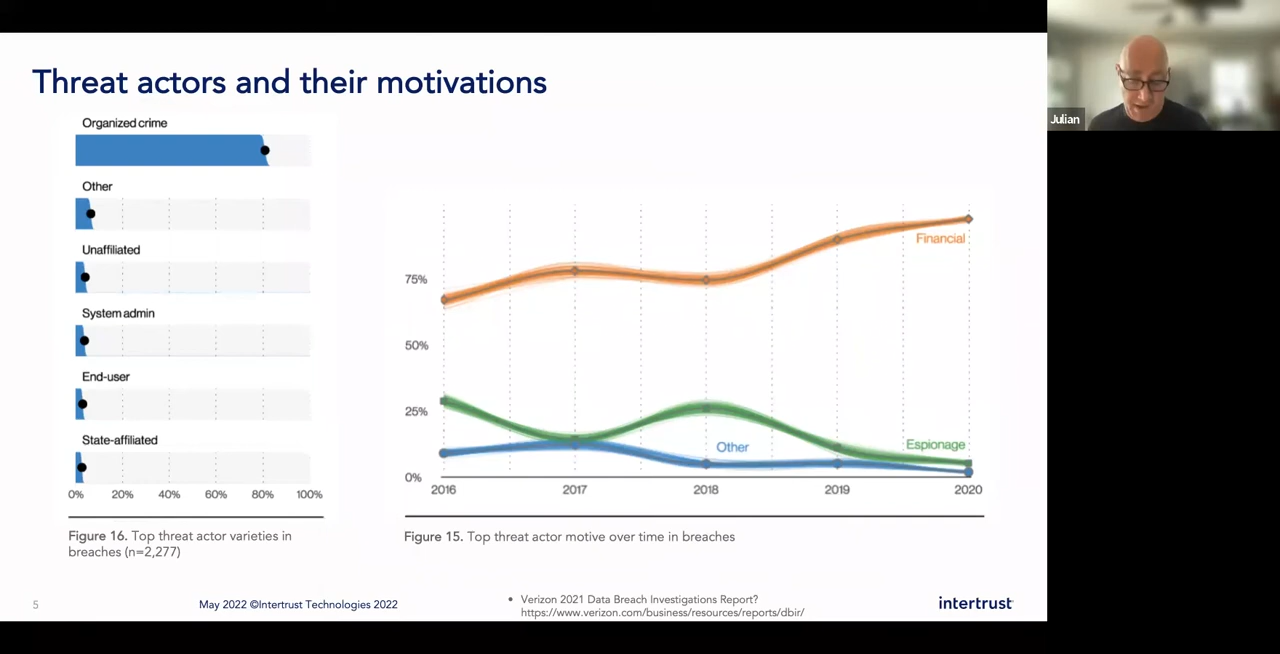 Threat actors and their motivations
Organized crime
Other
Unaffiliated
System admin
End-user
State-affiliated
0% 20% 40% 60% 80% 100%
Figure 16. Top threat actor varieties in
breaches (n=2,277)
75%
50%
25%
0%
Financial
Other
Espionage
2016 2017 2018 2019 2020
Figure 15. Top threat actor motive over time in breaches
5
May 2022 ©Intertrust Technologies 2022
• Verizon 2021 Data Breach Investigations Report?
https://www.verizon.com/business/resources/reports/dbir/
intertrust
Julian